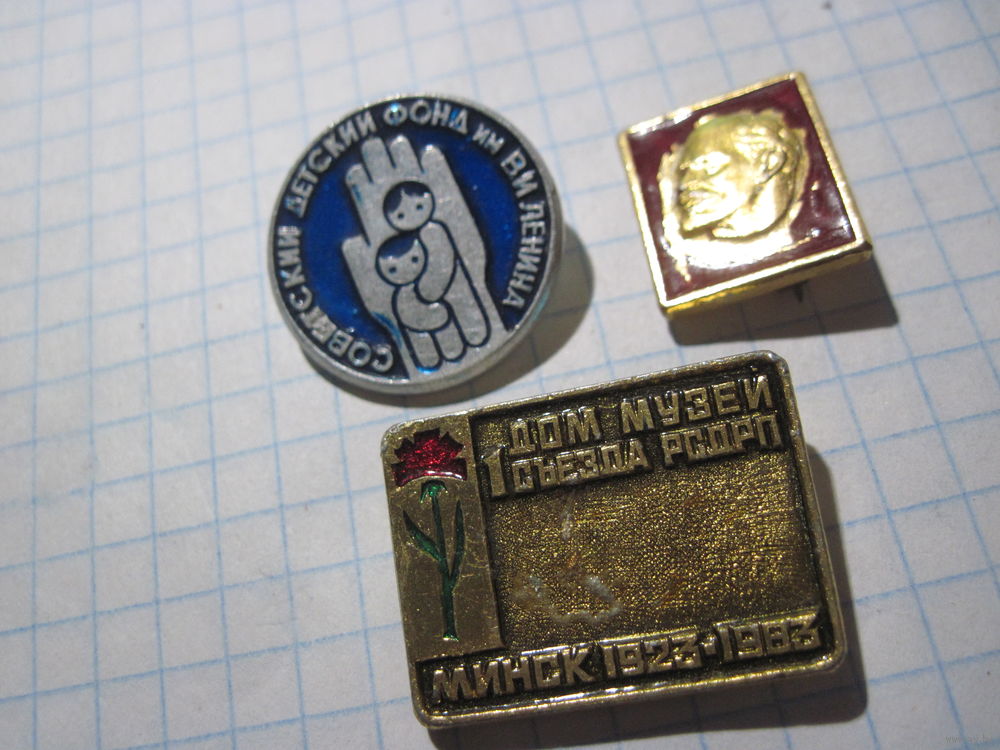 СОВЕТСКИЙ ДЕТСКИЙ ФОНД им В И ЛЕНИНА
ДОМ МУЗЕЙ
1 СЪЕЗДА РСДРП
МИНСК 1923·1983